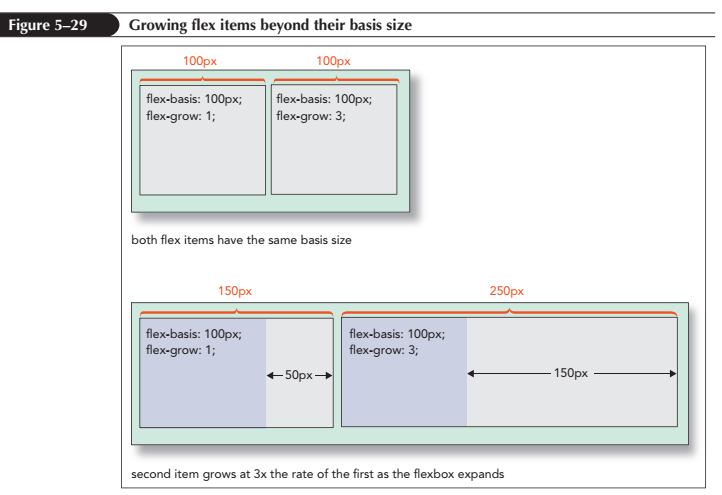 Figure 5–29 Growing flex items beyond their basis size
100px 100px
flex-basis: 100px;
flex-grow: 1;
flex-basis: 100px;
flex-grow: 3;
both flex items have the same basis size
150px 250px
flex-basis: 100px;
flex-grow: 1;
50px
flex-basis: 100px;
flex-grow: 3;
150px
second item grows at 3x the rate of the first as the flexbox expands